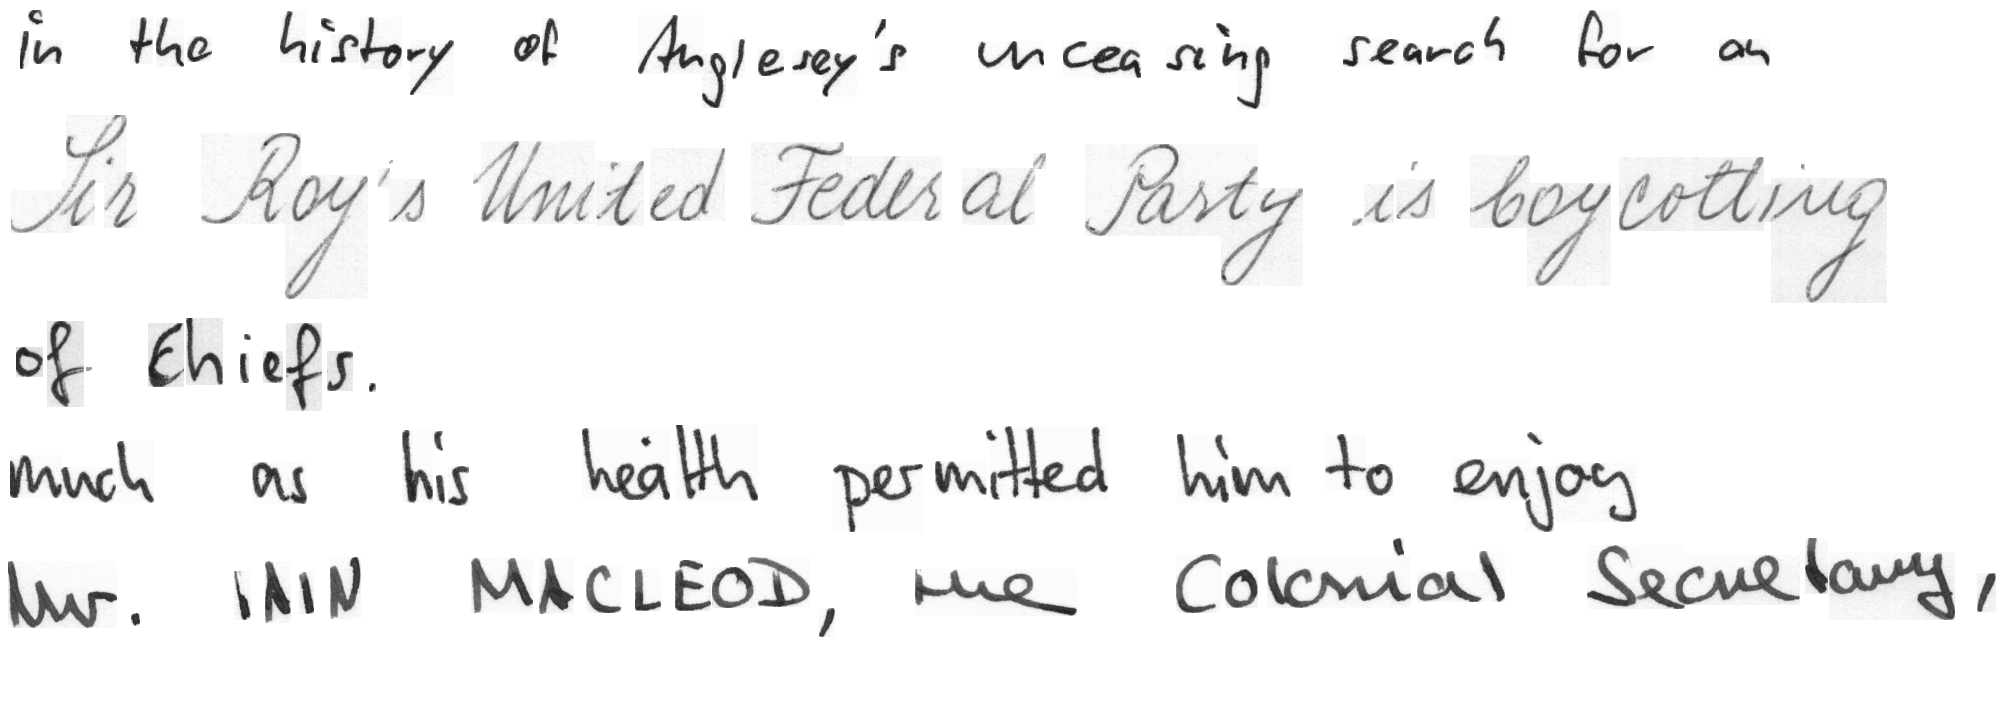 in the history of Anglesey's unceasing search for an
Sir Roy's United Federal Party is boycotting
of Chiefs.
much as his health permitted him to enjoy
Mr. IAIN MACLEOD, the Colonial Secretary,